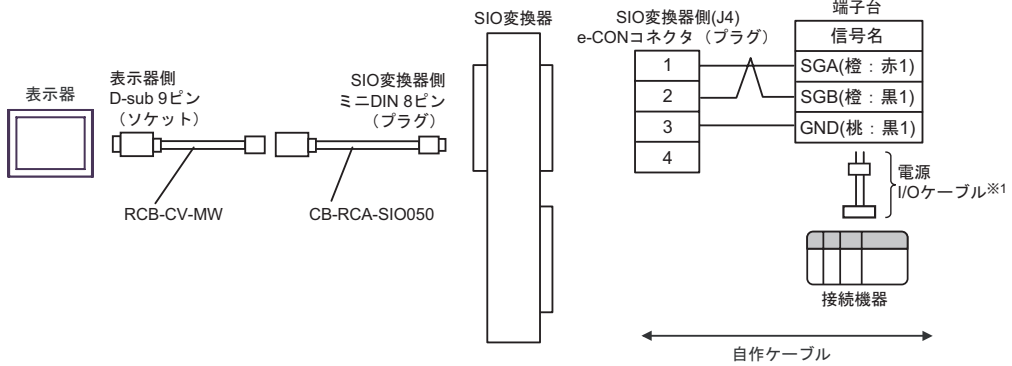 表示器
表示器側
D-sub 9ピン
（ソケット）
RCB-CV-MW
SIO変換器側
ミニDIN 8ピン
（プラグ）
CB-RCA-SIO050
SIO変換器
SIO変換器側(J4)
e-CONコネクタ（プラグ）
1
2
3
4
端子台
信号名
SGA(橙：赤1)
SGB(橙：黒1)
GND(桃：黒1)
電源
I/Oケーブル※1
接続機器
自作ケーブル